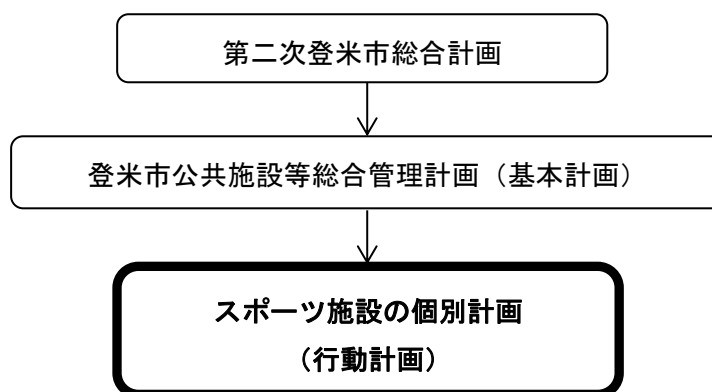 第二次登米市総合計画
登米市公共施設等総合管理計画（基本計画）
スポーツ施設の個別計画
（行動計画）